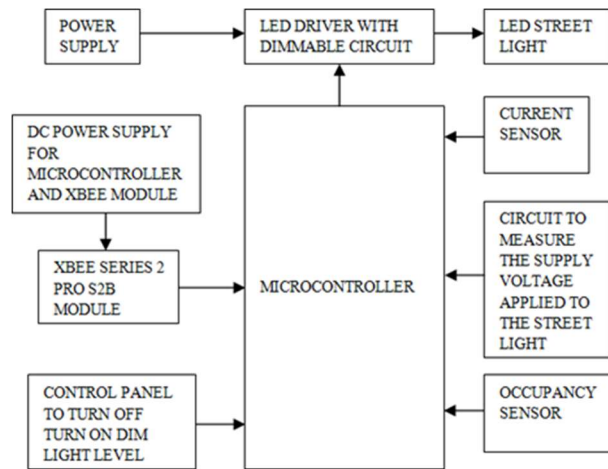 POWER
SUPPLY
LED DRIVER WITH
DIMMABLE CIRCUIT
LED STREET
LIGHT
DC POWER SUPPLY
FOR
MICROCONTROLLER
AND XBEE MODULE
CURRENT
SENSOR
XBEE SERIES 2
PRO S2B
MODULE
MICROCONTROLLER
CIRCUIT TO
MEASURE
THE SUPPLY
VOLTAGE
APPLIED TO
THE STREET
LIGHT
CONTROL PANEL
TO TURN OFF
TURN ON DIM
LIGHT LEVEL
OCCUPANCY
SENSOR